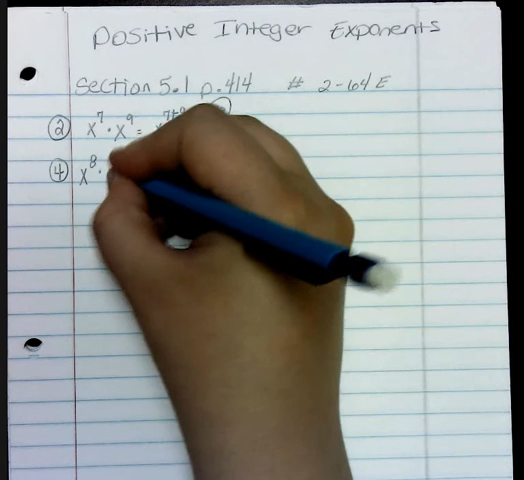 Positive Integer Exponents
Section 5.1 p.414 # 2-64 E
② x⁷ · x⁹ =
④ x⁸ ·